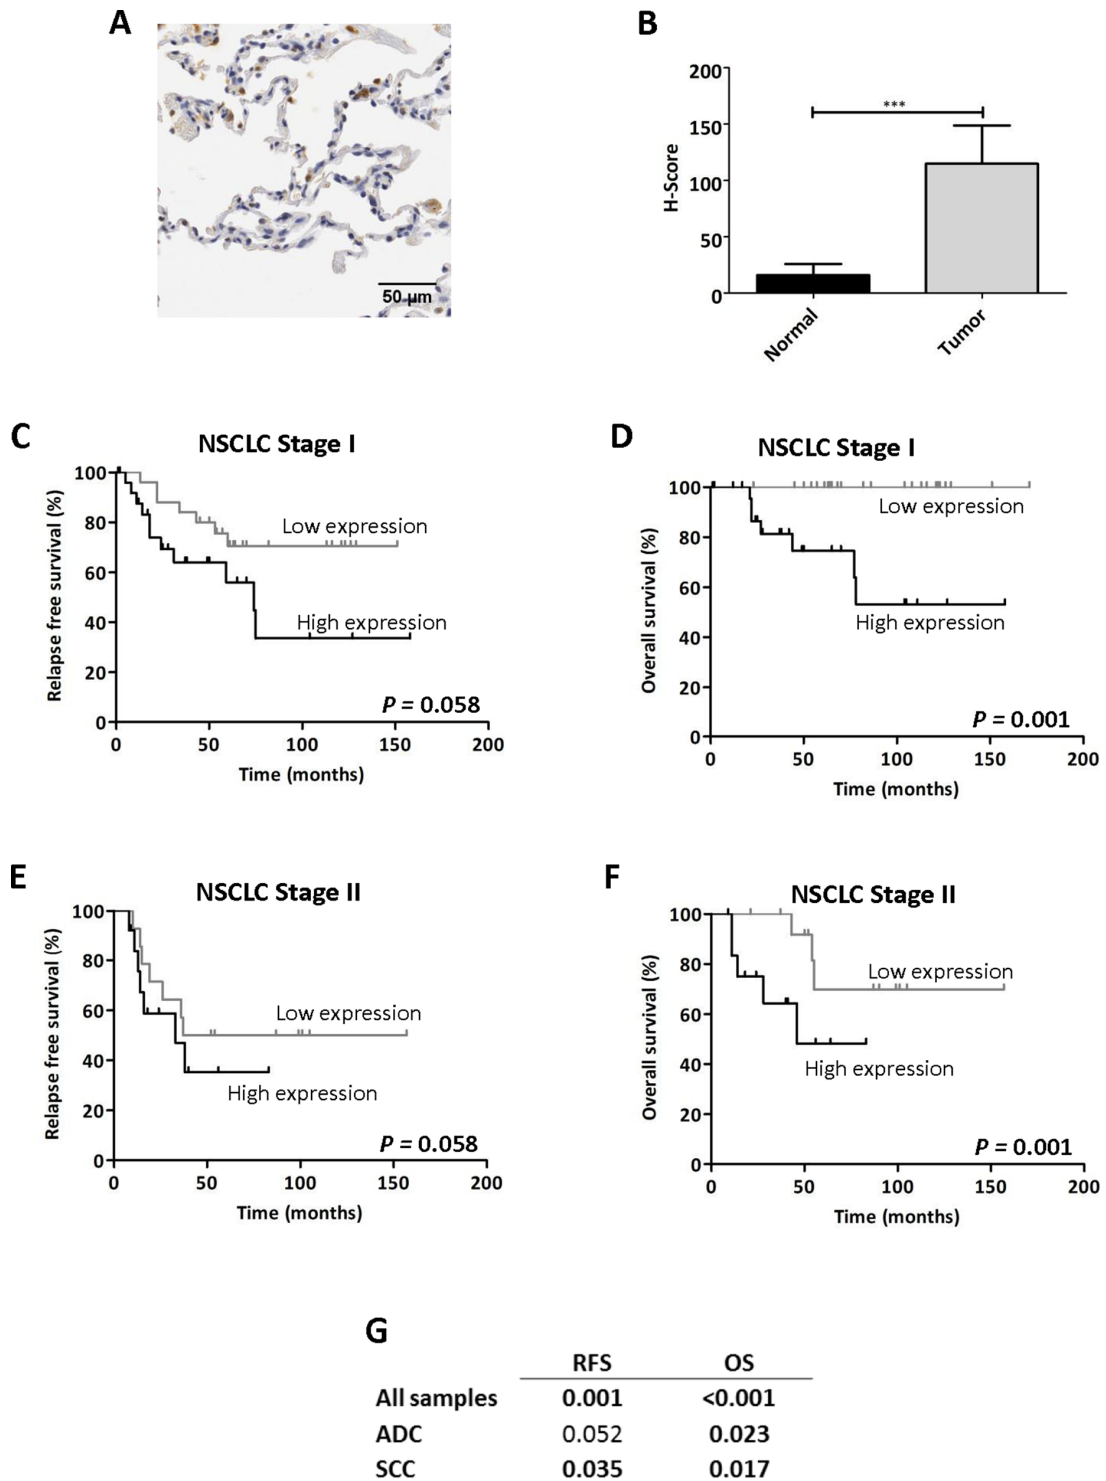 A
50 µm
B
200
150
100
50
0
H-Score
***
Normal
Tumor
C
NSCLC Stage I
100
80
60
40
20
0
Relapse free survival (%)
Low expression
High expression
P = 0.058
0 50 100 150 200
Time (months)
D
NSCLC Stage I
100
80
60
40
20
0
Overall survival (%)
Low expression
High expression
P = 0.001
0 50 100 150 200
Time (months)
E
NSCLC Stage II
100
80
60
40
20
0
Relapse free survival (%)
Low expression
High expression
P = 0.058
0 50 100 150 200
Time (months)
F
NSCLC Stage II
100
80
60
40
20
0
Overall survival (%)
Low expression
High expression
P = 0.001
0 50 100 150 200
Time (months)
G
RFS OS
All samples 0.001 <0.001
ADC 0.052 0.023
SCC 0.035 0.017